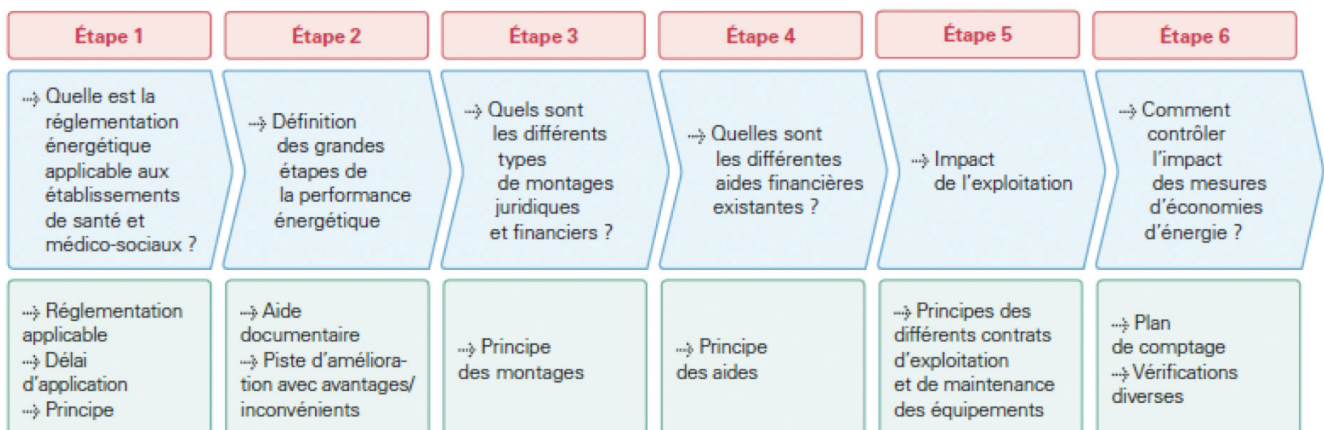 Étape 1
Étape 2
Étape 3
Étape 4
Étape 5
Étape 6
Quelle est la
réglementation
énergétique
applicable aux
établissements
de santé et
médico-sociaux ?
Définition
des grandes
étapes de
la performance
énergétique
Quels sont
les différents
types
de montages
juridiques
et financiers ?
Quelles sont
les différentes
aides financières
existantes ?
Impact
de l'exploitation
Comment
contrôler
l'impact
des mesures
d'économies
d'énergie ?
Réglementation
applicable
Délai
d'application
Principe
Aide
documentaire
Piste d'améliora-
tion avec avantages/
inconvénients
Principe
des montages
Principe
des aides
Principes des
différents contrats
d'exploitation
et de maintenance
des équipements
Plan
de comptage
Vérifications
diverses